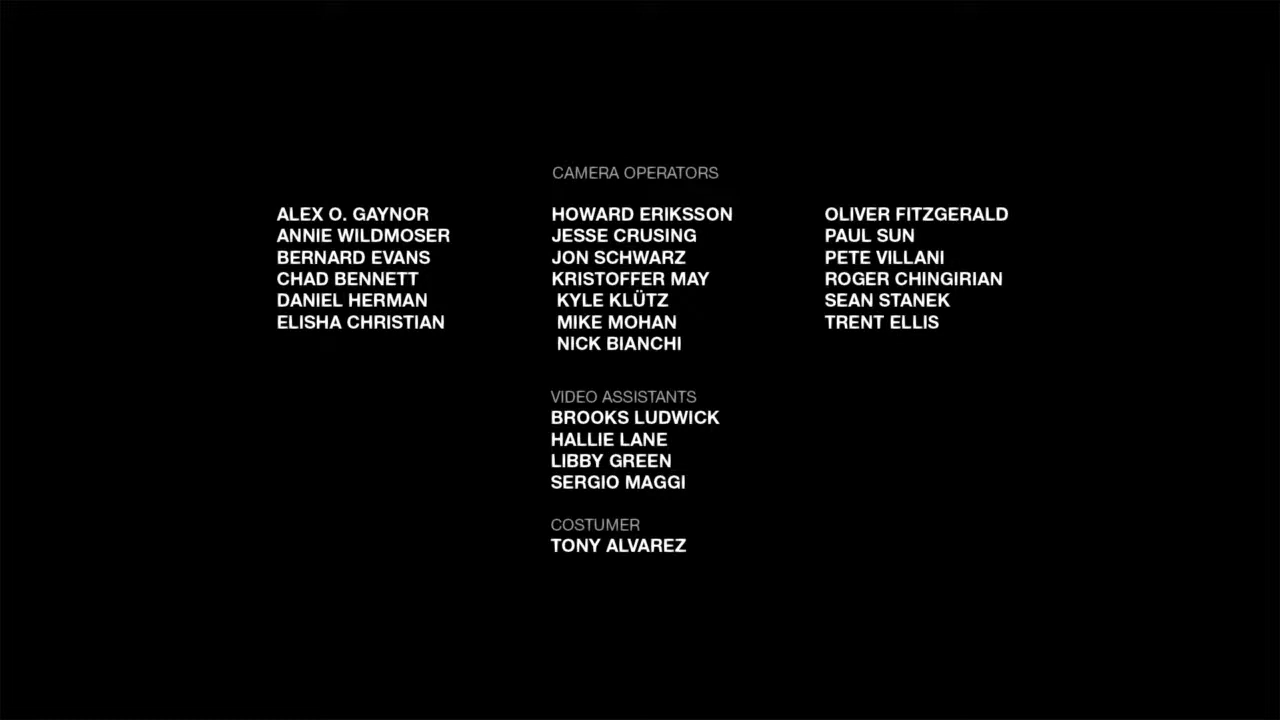 CAMERA OPERATORS
ALEX O. GAYNOR
ANNIE WILDMOSER
BERNARD EVANS
CHAD BENNETT
DANIEL HERMAN
ELISHA CHRISTIAN
HOWARD ERIKSSON
JESSE CRUSING
JON SCHWARZ
KRISTOFFER MAY
KYLE KLÜTZ
MIKE MOHAN
NICK BIANCHI
OLIVER FITZGERALD
PAUL SUN
PETE VILLANI
ROGER CHINGIRIAN
SEAN STANEK
TRENT ELLIS
VIDEO ASSISTANTS
BROOKS LUDWICK
HALLIE LANE
LIBBY GREEN
SERGIO MAGGI
COSTUMER
TONY ALVAREZ